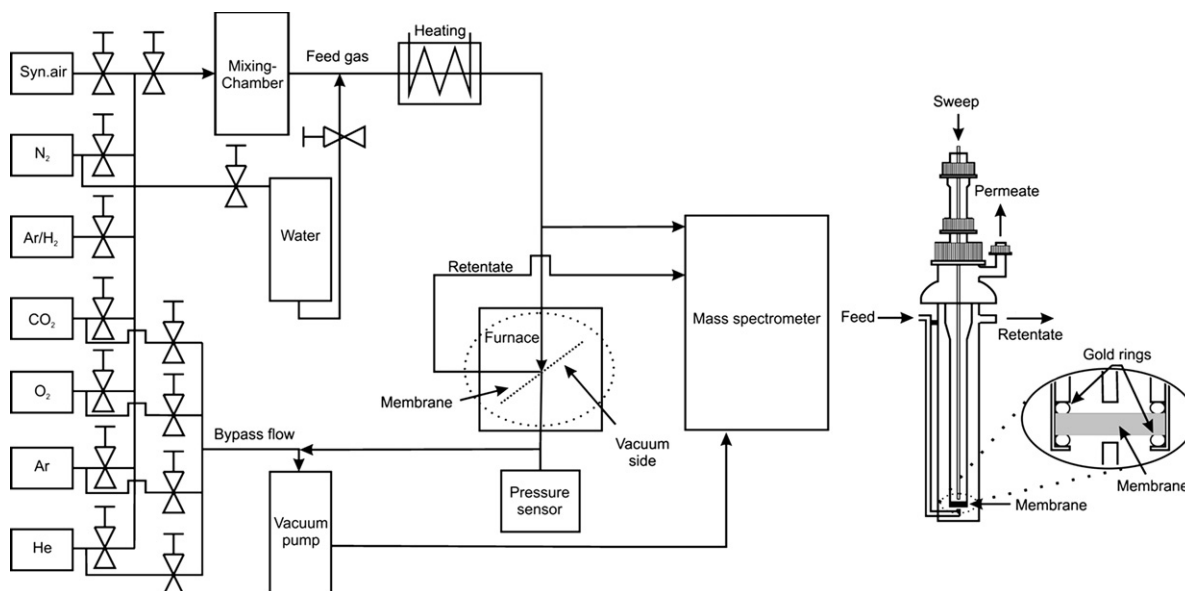 Syn.air
N₂
Ar/H₂
CO₂
O₂
Ar
He
Mixing-
Chamber
Feed gas
Heating
Water
Retentate
Furnace
Membrane
Vacuum
side
Bypass flow
Vacuum
pump
Pressure
sensor
Mass spectrometer
Sweep
Permeate
Feed
Retentate
Gold rings
Membrane
Membrane